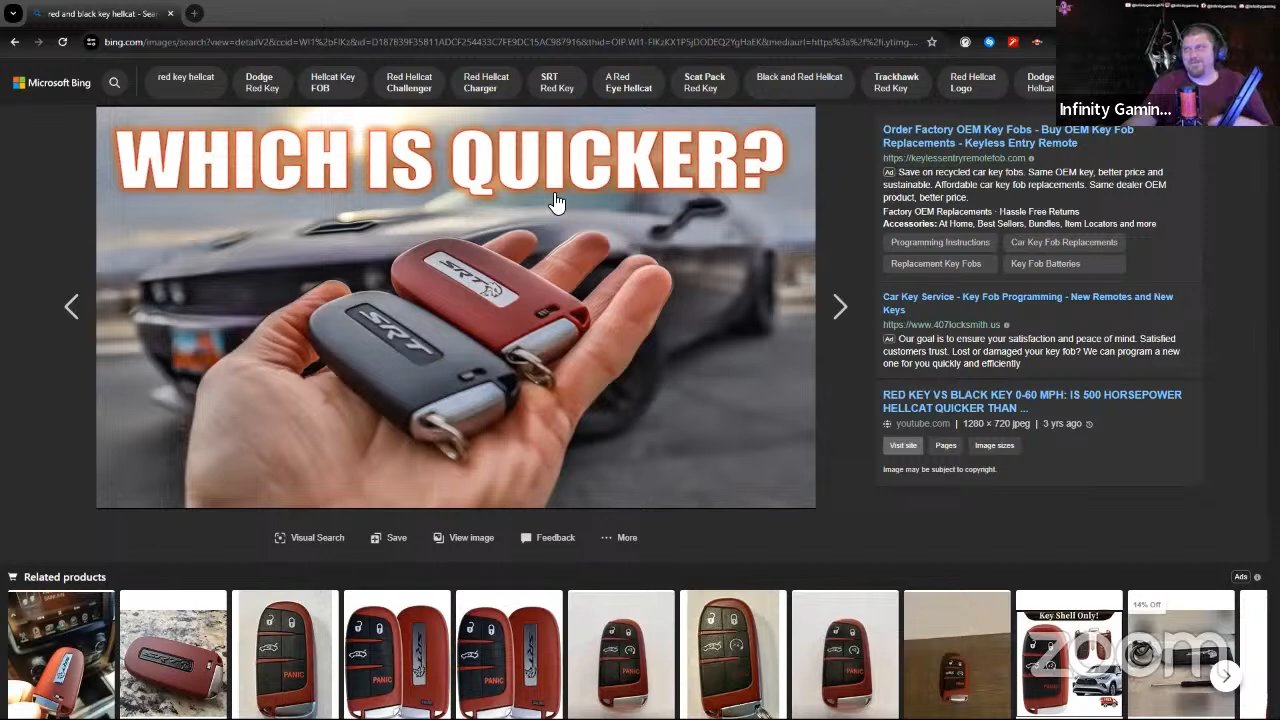 red and black key hellcat - Sea
bing.com/images/search?view=detailV2&ccid=WI1%2bFIKz&id=D187839F35B11ADCF254433C7FE9DC15AC987916&thid=OIP.WI1-FIKzKX1P5jDODEQ2YgHaEK&mediaurl=https%3a%2f%2fi.ytimg...
Microsoft Bing
red key hellcat
Dodge Red Key
Hellcat Key FOB
Red Hellcat Charger
SRT Red Key
A Red Eye Hellcat
Scat Pack Red Key
Black and Red Hellcat
Trackhawk Red Key
Red Hellcat Logo
Dodge Hellcat
Infinity Gamin...
WHICH IS QUICKER?
SRT
SRT
Order Factory OEM Key Fobs - Buy OEM Key Fob
Replacements - Keyless Entry Remote
https://keylessentryremotefob.com
Ad Save on recycled car key fobs. Same OEM key, better price and
sustainable. Affordable car key fob replacements. Same dealer OEM
product, better price.
Factory OEM Replacements - Hassle Free Returns
Accessories: At Home, Best Sellers, Bundles, Item Locators and more
Programming Instructions
Car Key Fob Replacements
Replacement Key Fobs
Key Fob Batteries
Car Key Service - Key Fob Programming - New Remotes and New
Keys
https://www.407locksmith.us
Ad Our goal is to ensure your satisfaction and peace of mind. Satisfied
customers trust. Lost or damaged your key fob? We can program a new
one for you quickly and efficiently
RED KEY VS BLACK KEY 0-60 MPH: IS 500 HORSEPOWER
HELLCAT QUICKER THAN ...
youtube.com | 1280 × 720 jpeg | 3 yrs ago
Visit site
Pages
Image sizes
Image may be subject to copyright.
Visual Search
Save
View image
Feedback
More
Related products
Ads
SRT
SRT
PANIC
PANIC
SRT
PANIC
PANIC
PANIC
PANIC
Key Shell Only!
14% Off
zoom